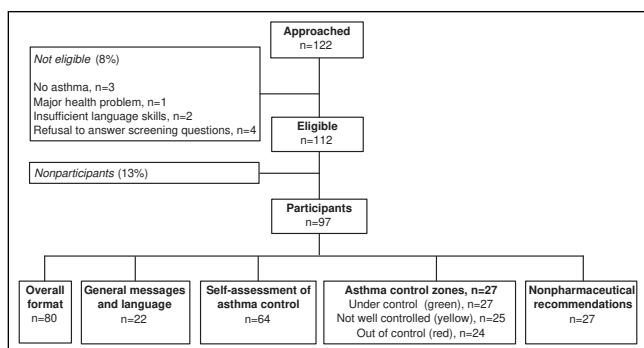 Approached
n=122
Not eligible (8%)
No asthma, n=3
Major health problem, n=1
Insufficient language skills, n=2
Refusal to answer screening questions, n=4
Eligible
n=112
Nonparticipants (13%)
Participants
n=97
Overall
format
n=80
General messages
and language
n=22
Self-assessment of
asthma control
n=64
Asthma control zones, n=27
Under control (green), n=27
Not well controlled (yellow), n=25
Out of control (red), n=24
Nonpharmaceutical
recommendations
n=27